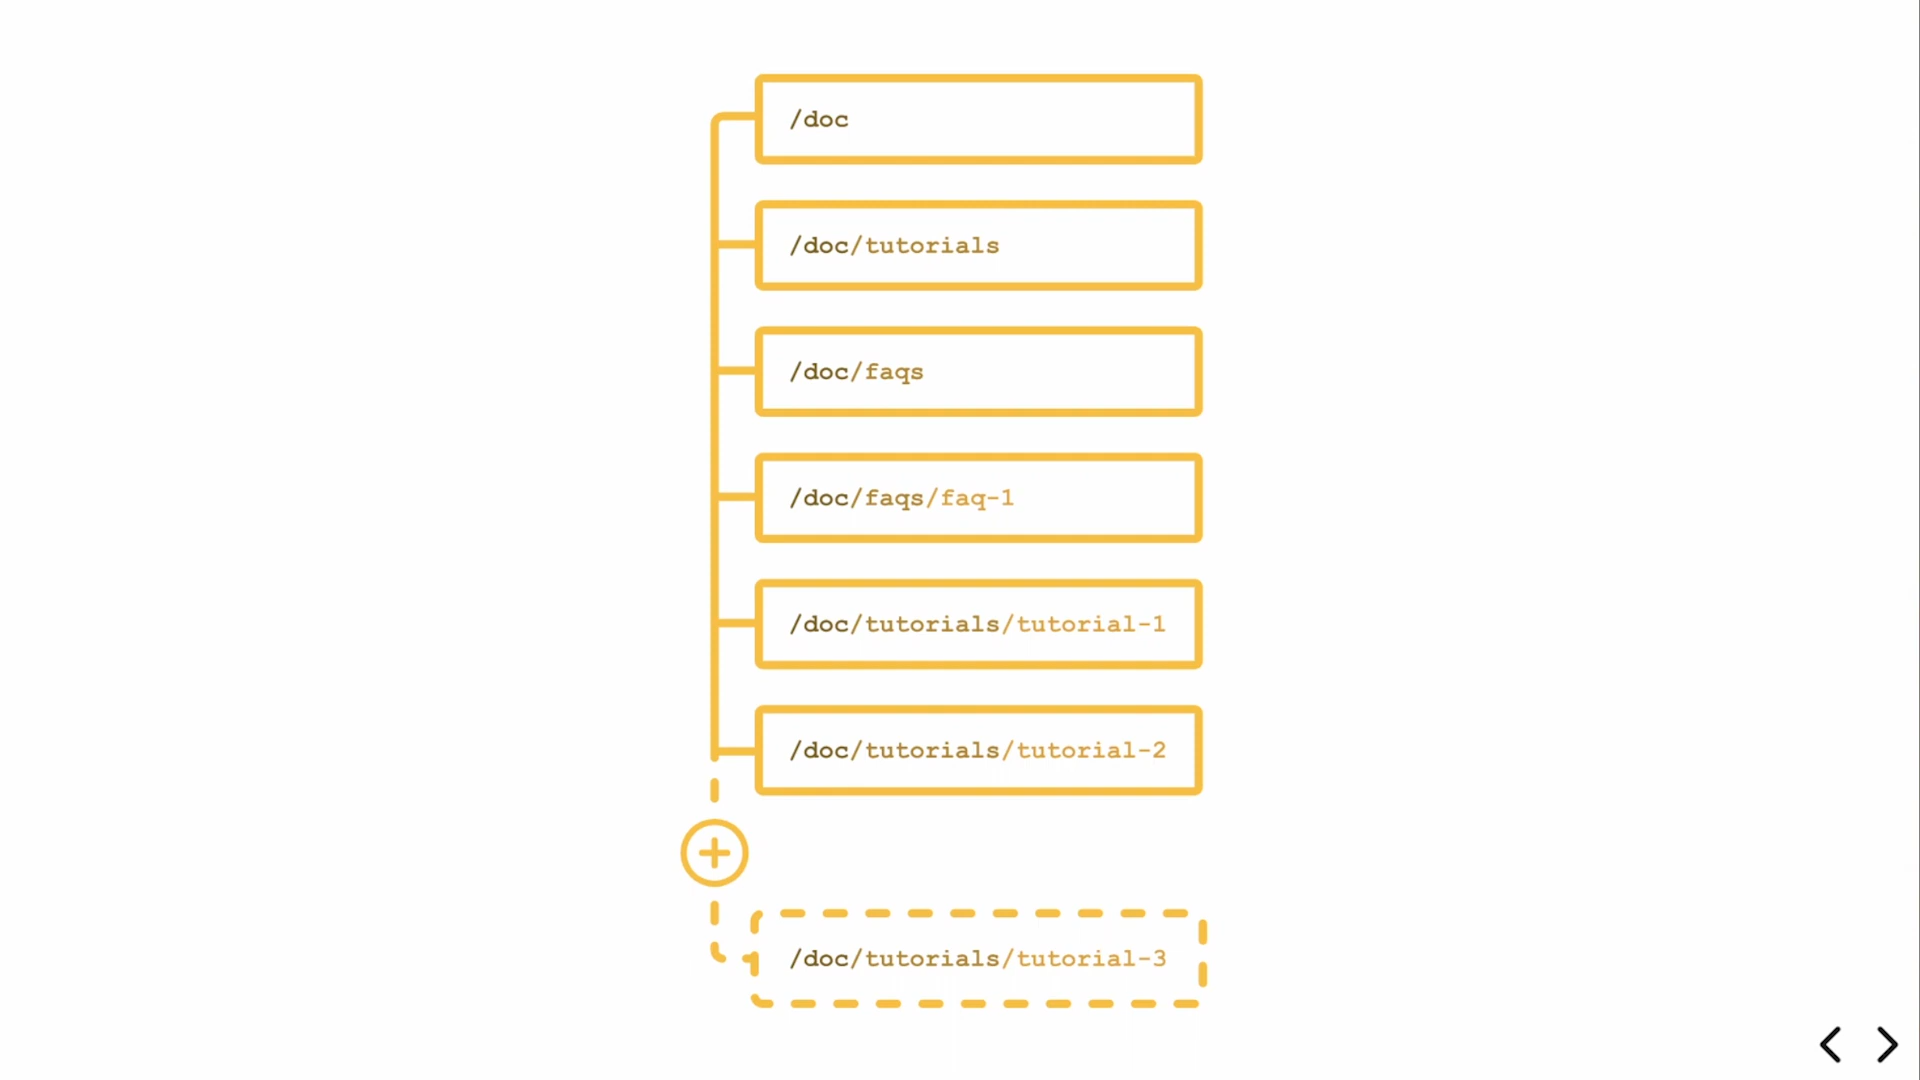 /doc
/doc/tutorials
/doc/faqs
/doc/faqs/faq-1
/doc/tutorials/tutorial-1
/doc/tutorials/tutorial-2
/doc/tutorials/tutorial-3